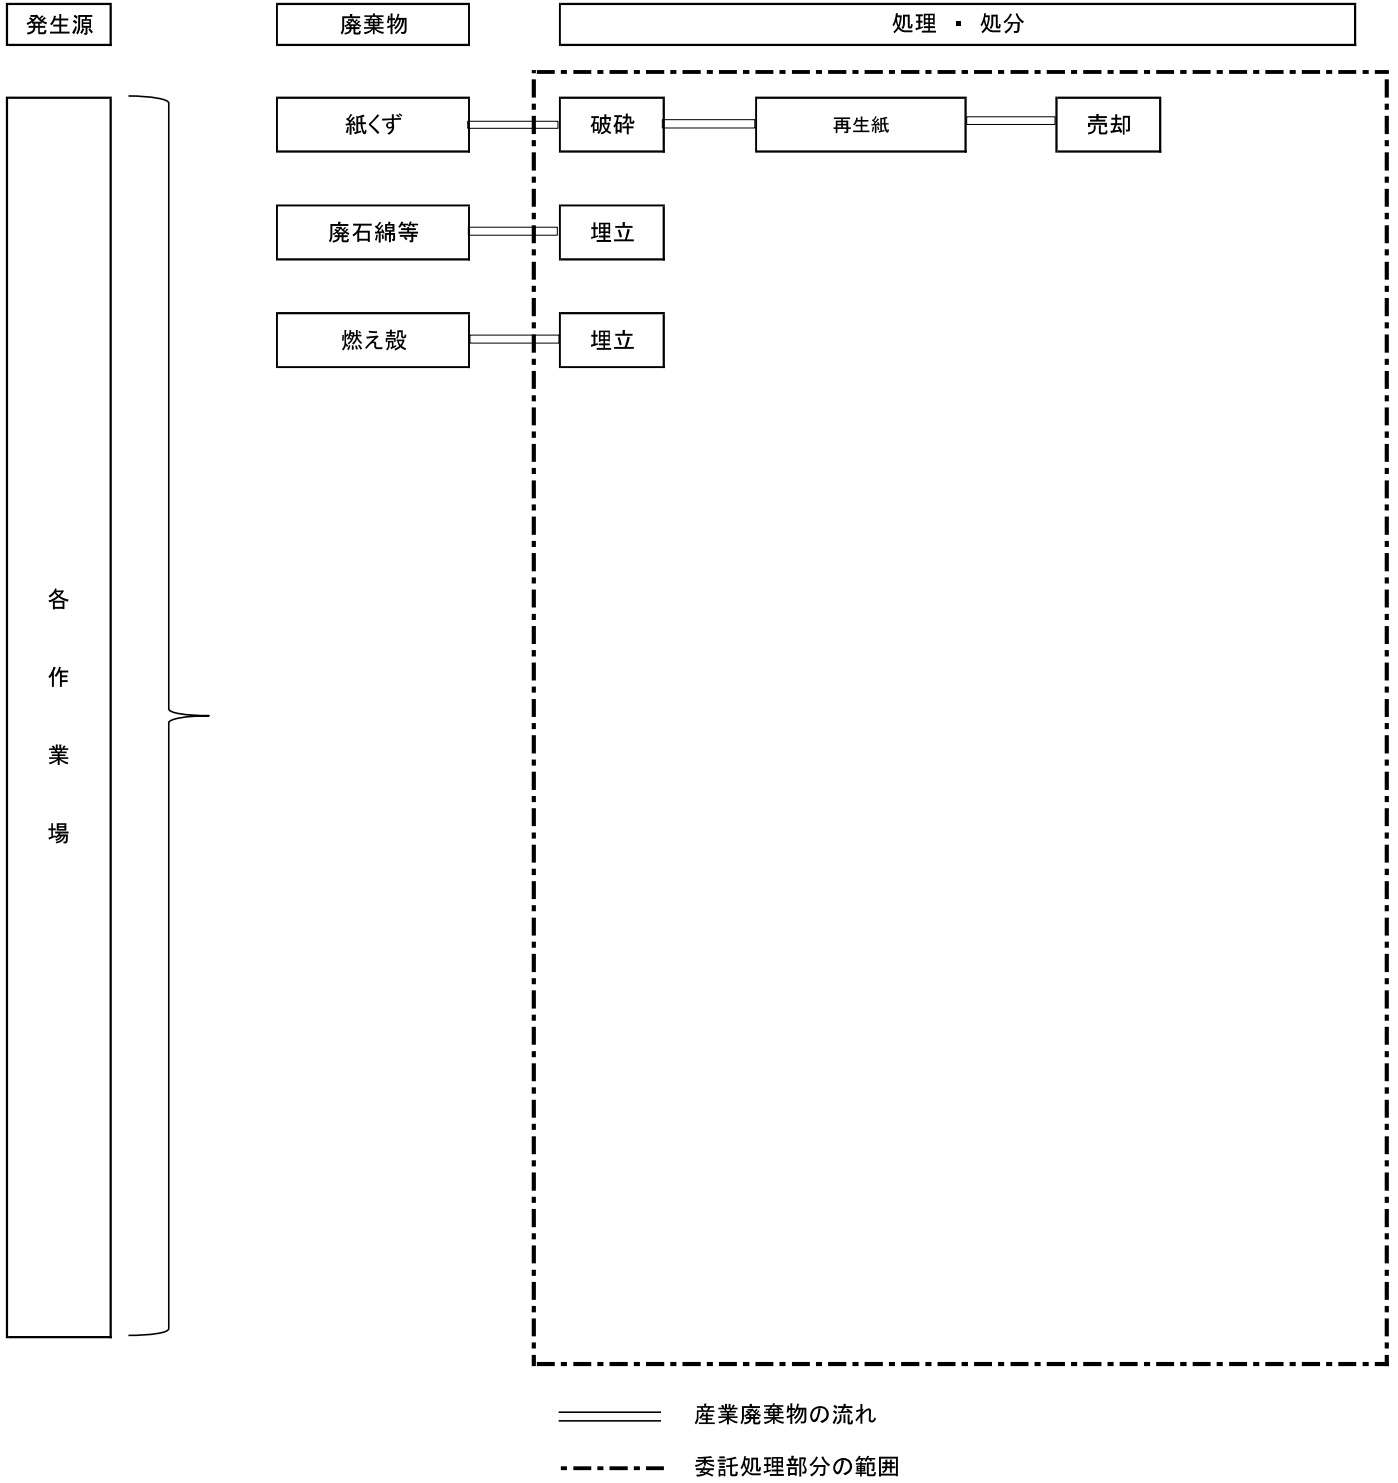 発生源
廃棄物
処理 ・ 処分
紙くず
破砕
再生紙
売却
廃石綿等
埋立
燃え殻
埋立
各
作
業
場
産業廃棄物の流れ
委託処理部分の範囲